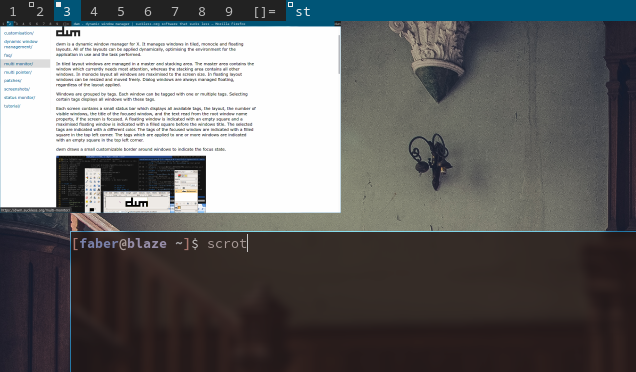 1 2 3 4 5 6 7 8 9 []= st
dwm - dynamic window manager | suckless.org software that sucks less - Mozilla Firefox
customisation/
dynamic window
management/
faq/
multi monitor/
multi pointer/
patches/
screenshots/
status monitor/
tutorial/
dwm
dwm is a dynamic window manager for X. It manages windows in tiled, monocle and floating
layouts. All of the layouts can be applied dynamically, optimising the environment for the
application in use and the task performed.
In tiled layout windows are managed in a master and stacking area. The master area contains the
window which currently needs most attention, whereas the stacking area contains all other
windows. In monocle layout all windows are maximised to the screen size. In floating layout
windows can be resized and moved freely. Dialog windows are always managed floating,
regardless of the layout applied.
Windows are grouped by tags. Each window can be tagged with one or multiple tags. Selecting
certain tags displays all windows with these tags.
Each screen contains a small status bar which displays all available tags, the layout, the number of
visible windows, the title of the focused window, and the text read from the root window name
property, if the screen is focused. A floating window is indicated with an empty square and a
maximised floating window is indicated with a filled square before the windows title. The selected
tags are indicated with a different color. The tags of the focused window are indicated with a filled
square in the top left corner. The tags which are applied to one or more windows are indicated
with an empty square in the top left corner.
dwm draws a small customizable border around windows to indicate the focus state.
dwm
https://dwm.suckless.org/multi-monitor/
[faber@blaze ~]$ scrot